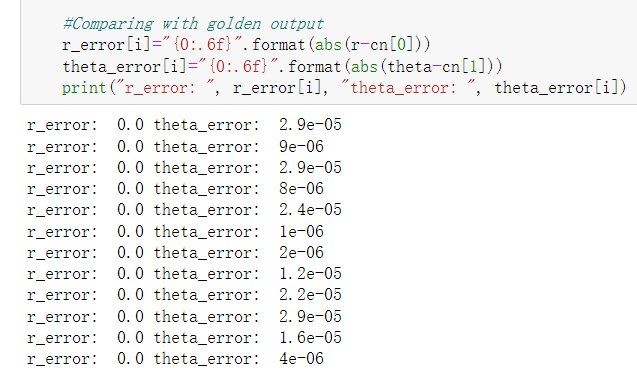 #Comparing with golden output
r_error[i]="{0:.6f}".format(abs(r-cn[0]))
theta_error[i]="{0:.6f}".format(abs(theta-cn[1]))
print("r_error: ", r_error[i], "theta_error: ", theta_error[i])
r_error:  0.0 theta_error:  2.9e-05
r_error:  0.0 theta_error:  9e-06
r_error:  0.0 theta_error:  2.9e-05
r_error:  0.0 theta_error:  8e-06
r_error:  0.0 theta_error:  2.4e-05
r_error:  0.0 theta_error:  1e-06
r_error:  0.0 theta_error:  2e-06
r_error:  0.0 theta_error:  1.2e-05
r_error:  0.0 theta_error:  2.2e-05
r_error:  0.0 theta_error:  2.9e-05
r_error:  0.0 theta_error:  1.6e-05
r_error:  0.0 theta_error:  4e-06